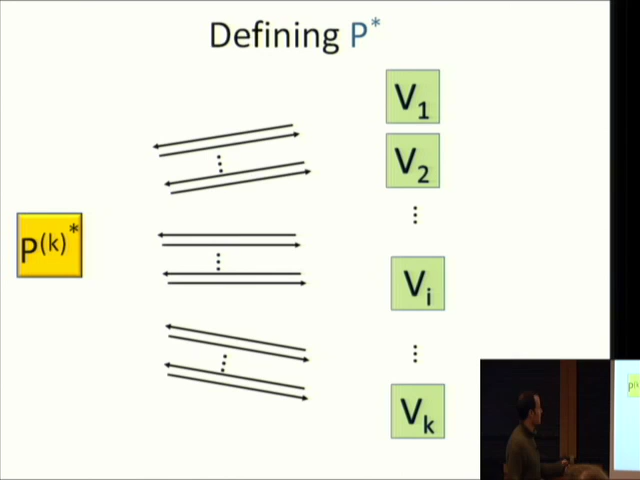 Defining P*
V1
V2
⋮
⋮
P(k)*
⋮
Vi
⋮
⋮
Vk
P(k